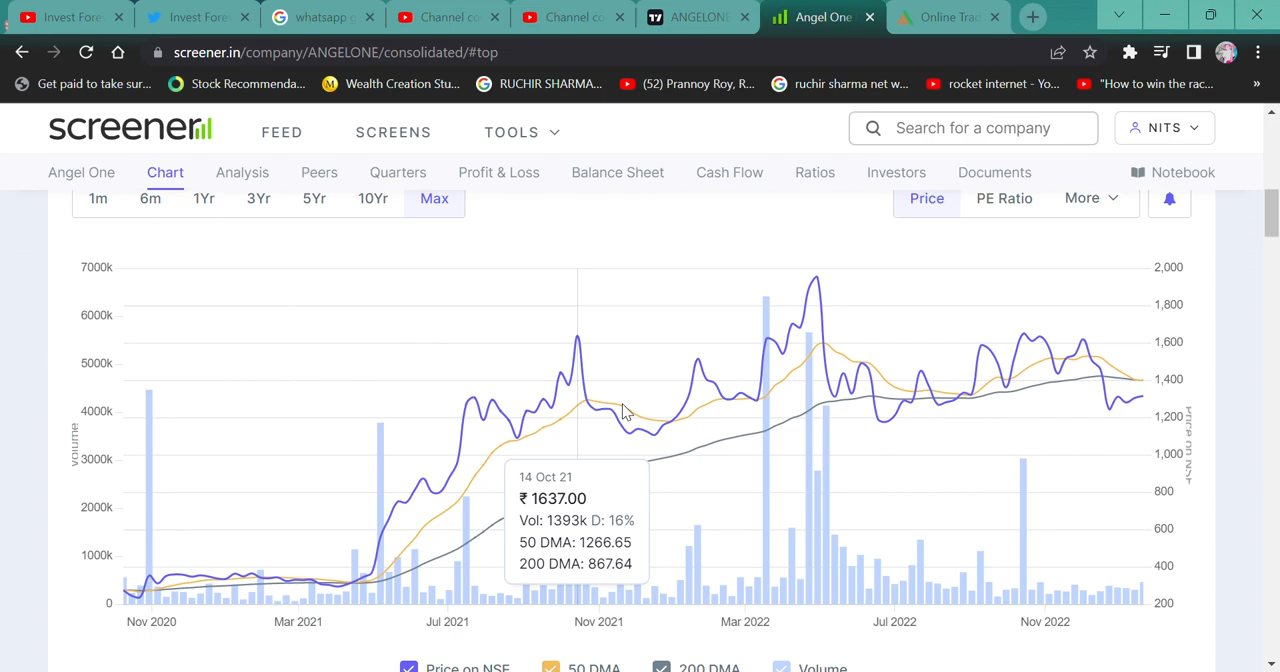 Invest Fore
Invest Fore
whatsapp g
Channel co
Channel co
ANGELONE
Angel One
Online Trad
screener.in/company/ANGELONE/consolidated/#top
Get paid to take sur...
Stock Recommenda...
Wealth Creation Stu...
RUCHIR SHARMA...
(52) Prannoy Roy, R...
ruchir sharma net w...
rocket internet - Yo...
"How to win the rac...
»
screener
FEED
SCREENS
TOOLS
Search for a company
NITS
Angel One
Chart
Analysis
Peers
Quarters
Profit & Loss
Balance Sheet
Cash Flow
Ratios
Investors
Documents
Notebook
1m
6m
1Yr
3Yr
5Yr
10Yr
Max
Price
PE Ratio
More
7000k
6000k
5000k
4000k
3000k
2000k
1000k
0
Volume
2,000
1,800
1,600
1,400
1,200
1,000
800
600
400
200
Price on NSE
14 Oct 21
₹ 1637.00
Vol: 1393k D: 16%
50 DMA: 1266.65
200 DMA: 867.64
Nov 2020
Mar 2021
Jul 2021
Nov 2021
Mar 2022
Jul 2022
Nov 2022
Price on NSE
50 DMA
200 DMA
Volume